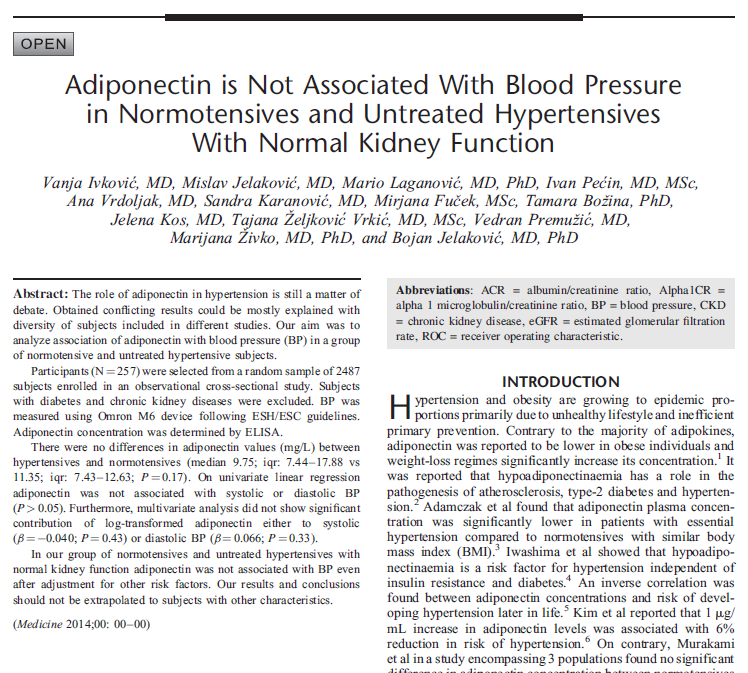 OPEN
Adiponectin is Not Associated With Blood Pressure
in Normotensives and Untreated Hypertensives
With Normal Kidney Function
Vanja Ivković, MD, Mislav Jelaković, MD, Mario Laganović, MD, PhD, Ivan Pećin, MD, MSc,
Ana Vrdoljak, MD, Sandra Karanović, MD, Mirjana Fuček, MSc, Tamara Božina, PhD,
Jelena Kos, MD, Tajana Željković Vrkić, MD, MSc, Vedran Premužić, MD,
Marijana Živko, MD, PhD, and Bojan Jelaković, MD, PhD
Abstract: The role of adiponectin in hypertension is still a matter of
debate. Obtained conflicting results could be mostly explained with
diversity of subjects included in different studies. Our aim was to
analyze association of adiponectin with blood pressure (BP) in a group
of normotensive and untreated hypertensive subjects.
Participants (N = 257) were selected from a random sample of 2487
subjects enrolled in an observational cross-sectional study. Subjects
with diabetes and chronic kidney diseases were excluded. BP was
measured using Omron M6 device following ESH/ESC guidelines.
Adiponectin concentration was determined by ELISA.
There were no differences in adiponectin values (mg/L) between
hypertensives and normotensives (median 9.75; iqr: 7.44–17.88 vs
11.35; iqr: 7.43–12.63; P = 0.17). On univariate linear regression
adiponectin was not associated with systolic or diastolic BP
(P > 0.05). Furthermore, multivariate analysis did not show significant
contribution of log-transformed adiponectin either to systolic
(β = −0.040; P = 0.43) or diastolic BP (β = 0.066; P = 0.33).
In our group of normotensives and untreated hypertensives with
normal kidney function adiponectin was not associated with BP even
after adjustment for other risk factors. Our results and conclusions
should not be extrapolated to subjects with other characteristics.
(Medicine 2014;00: 00–00)
Abbreviations: ACR = albumin/creatinine ratio, Alpha1CR =
alpha 1 microglobulin/creatinine ratio, BP = blood pressure, CKD
= chronic kidney disease, eGFR = estimated glomerular filtration
rate, ROC = receiver operating characteristic.
INTRODUCTION
Hypertension and obesity are growing to epidemic pro-
portions primarily due to unhealthy lifestyle and inefficient
primary prevention. Contrary to the majority of adipokines,
adiponectin was reported to be lower in obese individuals and
weight-loss regimes significantly increase its concentration.1 It
was reported that hypoadiponectinaemia has a role in the
pathogenesis of atherosclerosis, type-2 diabetes and hyperten-
sion.2 Adamczak et al found that adiponectin plasma concen-
tration was significantly lower in patients with essential
hypertension compared to normotensives with similar body
mass index (BMI).3 Iwashima et al showed that hypoadipo-
nectinaemia is a risk factor for hypertension independent of
insulin resistance and diabetes.4 An inverse correlation was
found between adiponectin concentrations and risk of devel-
oping hypertension later in life.5 Kim et al reported that 1 μg/
mL increase in adiponectin levels was associated with 6%
reduction in risk of hypertension.6 On contrary, Murakami
et al in a study encompassing 3 populations found no significant
difference in adiponectin concentration between normotensives